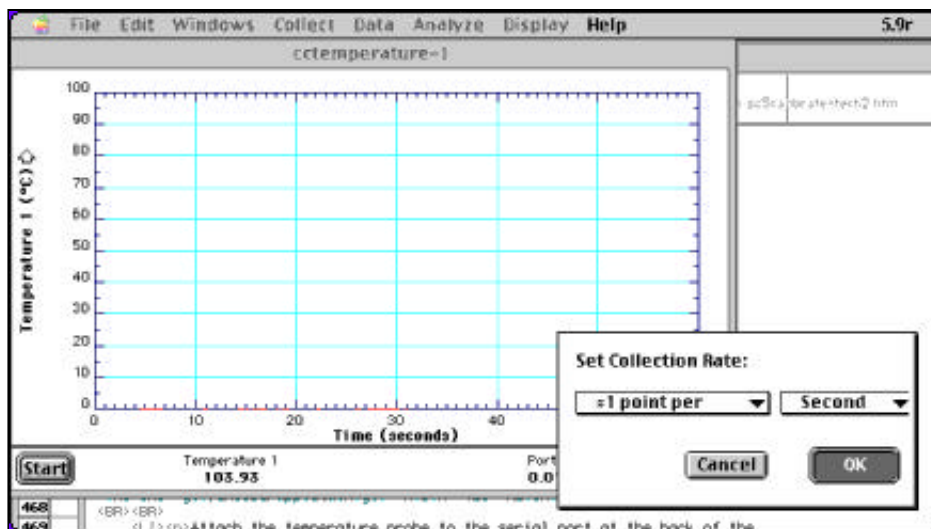 File Edit Windows Collect Data Analyze Display Help 5.9r
cctemperature-1
100
90
80
70
60
50
40
30
20
10
0
Temperature 1 (°C)
0 10 20 30 40
Time (seconds)
Set Collection Rate:
=1 point per Second
Cancel OK
Start
Temperature 1
103.93
Port
0.0
468 <BR><BR>
469 Attach the temperature probe to the serial port at the back of the